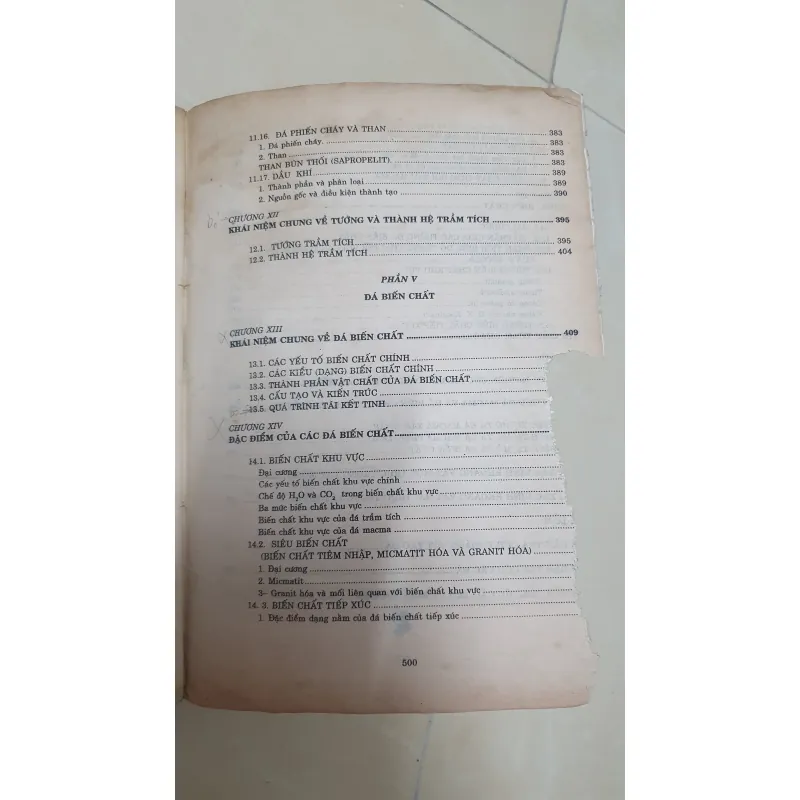 11.16. ĐÁ PHIẾN CHÁY VÀ THAN ........ 383
1. Đá phiến cháy ........ 383
2. Than ........ 383
THAN BÙN THỐI (SAPROPELIT) ........ 383
11.17. DẦU KHÍ ........ 389
1. Thành phần và phân loại ........ 389
2. Nguồn gốc và điều kiện thành tạo ........ 390
CHƯƠNG XII
KHÁI NIỆM CHUNG VỀ TƯỚNG VÀ THÀNH HỆ TRẦM TÍCH ........ 395
12.1. TƯỚNG TRẦM TÍCH ........ 395
12.2. THÀNH HỆ TRẦM TÍCH ........ 404
PHẦN V
ĐÁ BIẾN CHẤT
CHƯƠNG XIII
KHÁI NIỆM CHUNG VỀ ĐÁ BIẾN CHẤT ........ 409
13.1. CÁC YẾU TỐ BIẾN CHẤT CHÍNH ........
13.2. CÁC KIỂU (DẠNG) BIẾN CHẤT CHÍNH ........
13.3. THÀNH PHẦN VẬT CHẤT CỦA ĐÁ BIẾN CHẤT ........
13.4. CẤU TẠO VÀ KIẾN TRÚC ........
13.5. QUÁ TRÌNH TÁI KẾT TINH ........
CHƯƠNG XIV
ĐẶC ĐIỂM CỦA CÁC ĐÁ BIẾN CHẤT ........
14.1. BIẾN CHẤT KHU VỰC ........
Đại cương ........
Các yếu tố biến chất khu vực chính ........
Chế độ H₂O và CO₂ trong biến chất khu vực ........
Ba mức biến chất khu vực ........
Biến chất khu vực của đá trầm tích ........
Biến chất khu vực của đá macma ........
14.2. SIÊU BIẾN CHẤT
(BIẾN CHẤT TIÊM NHẬP, MICMATIT HÓA VÀ GRANIT HÓA) ........
1. Đại cương ........
2. Micmatit ........
3– Granit hóa và mối liên quan với biến chất khu vực ........
14. 3. BIẾN CHẤT TIẾP XÚC ........
1. Đặc điểm dạng nằm của đá biến chất tiếp xúc ........
500